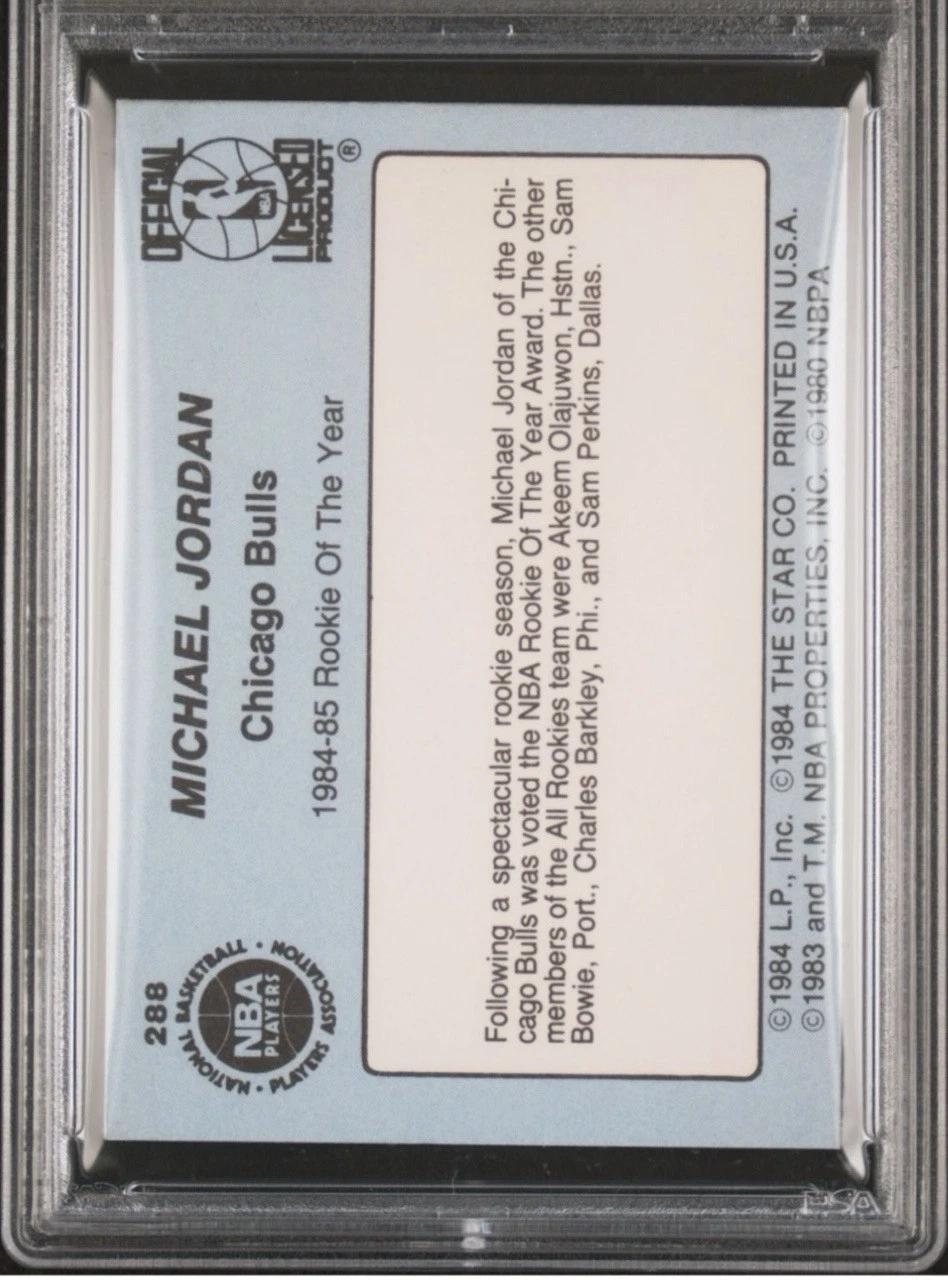 288
NATIONAL BASKETBALL • PLAYERS ASSOCIATION •
NBA
PLAYERS
MICHAEL JORDAN
Chicago Bulls
1984-85 Rookie Of The Year
OFFICIAL
NBA
LICENSED
PRODUCT ®
Following a spectacular rookie season, Michael Jordan of the Chi-
cago Bulls was voted the NBA Rookie Of The Year Award. The other
members of the All Rookies team were Akeem Olajuwon, Hstn., Sam
Bowie, Port., Charles Barkley, Phi., and Sam Perkins, Dallas.
©1984 L.P., Inc. ©1984 THE STAR CO. PRINTED IN U.S.A.
©1983 and T.M. NBA PROPERTIES, INC. ©1980 NBPA
PSA